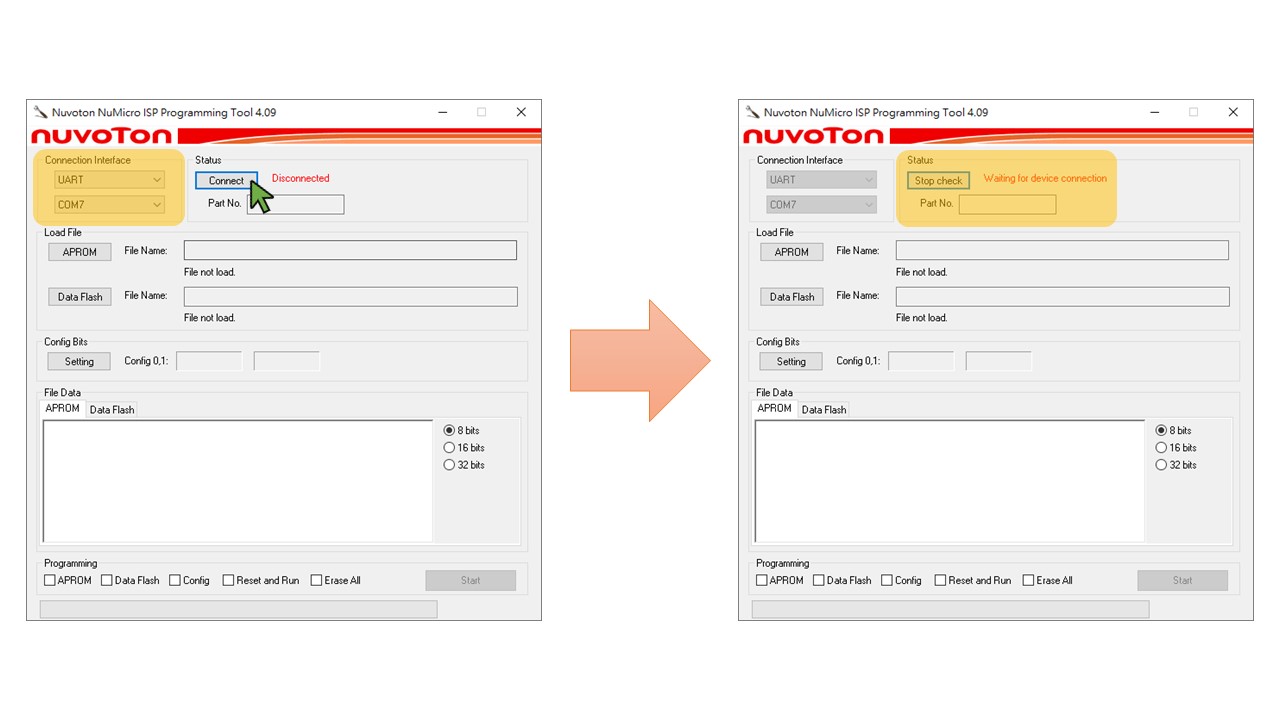 Nuvoton NuMicro ISP Programming Tool 4.09
nuvoTon
Connection Interface
UART
COM7
Status
Connect
Disconnected
Part No.
Load File
APROM
File Name:
File not load.
Data Flash
File Name:
File not load.
Config Bits
Setting
Config 0,1:
File Data
APROM
Data Flash
8 bits
16 bits
32 bits
Programming
APROM
Data Flash
Config
Reset and Run
Erase All
Start
Nuvoton NuMicro ISP Programming Tool 4.09
nuvoTon
Connection Interface
UART
COM7
Status
Stop check
Waiting for device connection
Part No.
Load File
APROM
File Name:
File not load.
Data Flash
File Name:
File not load.
Config Bits
Setting
Config 0,1:
File Data
APROM
Data Flash
8 bits
16 bits
32 bits
Programming
APROM
Data Flash
Config
Reset and Run
Erase All
Start